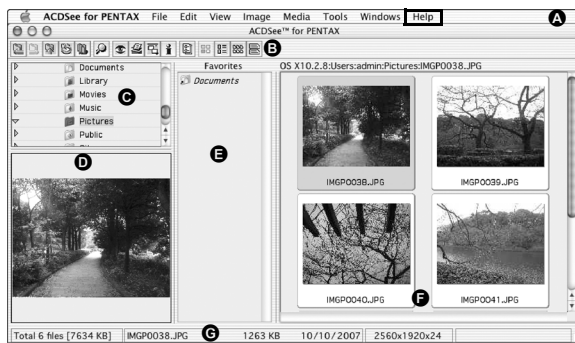 ACDSee for PENTAX File Edit View Image Media Tools Windows Help A
ACDSee™ for PENTAX
B
Documents
Library
Movies
Music
Pictures
Public
C
Favorites
Documents
E
OS X10.2.8:Users:admin:Pictures:IMGP0038.JPG
IMGP0038.JPG
IMGP0039.JPG
IMGP0040.JPG
IMGP0041.JPG
F
D
Total 6 files [7634 KB] IMGP0038.JPG G 1263 KB 10/10/2007 2560x1920x24